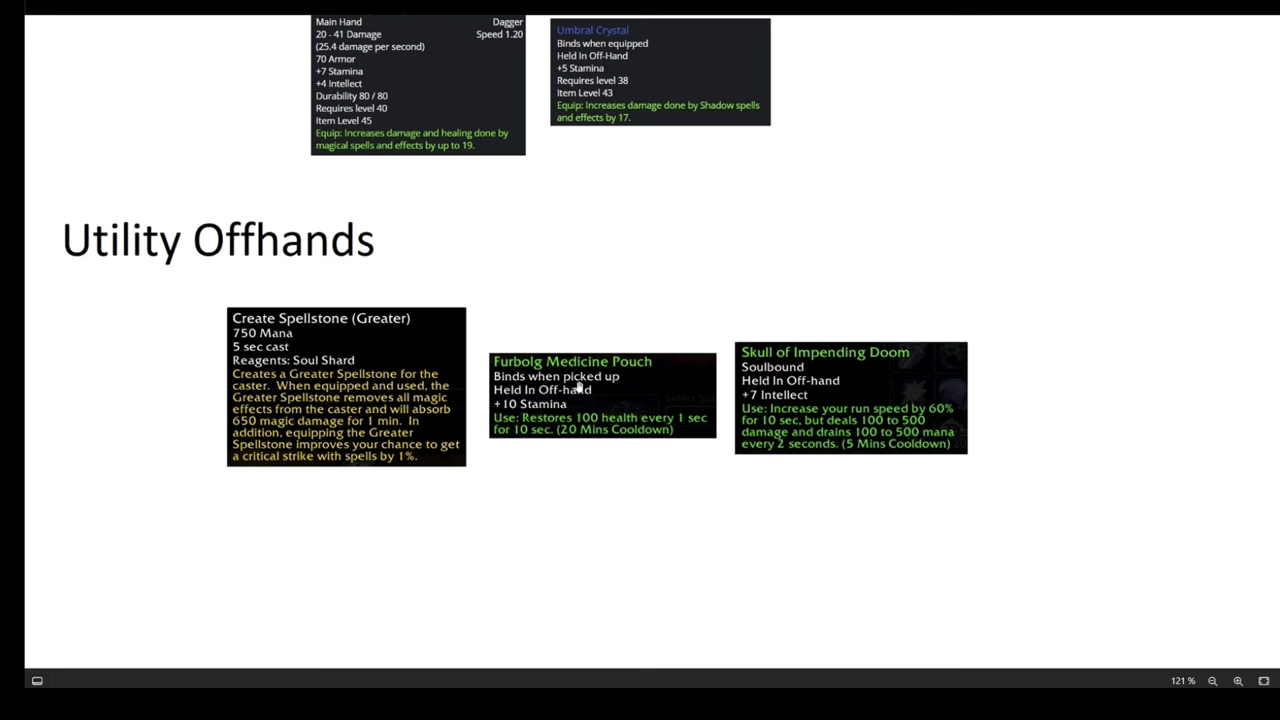 Main Hand Dagger
20 - 41 Damage Speed 1.20
(25.4 damage per second)
70 Armor
+7 Stamina
+4 Intellect
Durability 80 / 80
Requires level 40
Item Level 45
Equip: Increases damage and healing done by
magical spells and effects by up to 19.
Umbral Crystal
Binds when equipped
Held In Off-Hand
+5 Stamina
Requires level 38
Item Level 43
Equip: Increases damage done by Shadow spells
and effects by 17.
Utility Offhands
Create Spellstone (Greater)
750 Mana
5 sec cast
Reagents: Soul Shard
Creates a Greater Spellstone for the
caster. When equipped and used, the
Greater Spellstone removes all magic
effects from the caster and will absorb
650 magic damage for 1 min. In
addition, equipping the Greater
Spellstone improves your chance to get
a critical strike with spells by 1%.
Furbolg Medicine Pouch
Binds when picked up
Held In Off-hand
+10 Stamina
Use: Restores 100 health every 1 sec
for 10 sec. (20 Mins Cooldown)
Skull of Impending Doom
Soulbound
Held In Off-hand
+7 Intellect
Use: Increase your run speed by 60%
for 10 sec, but deals 100 to 500
damage and drains 100 to 500 mana
every 2 seconds. (5 Mins Cooldown)
121 %